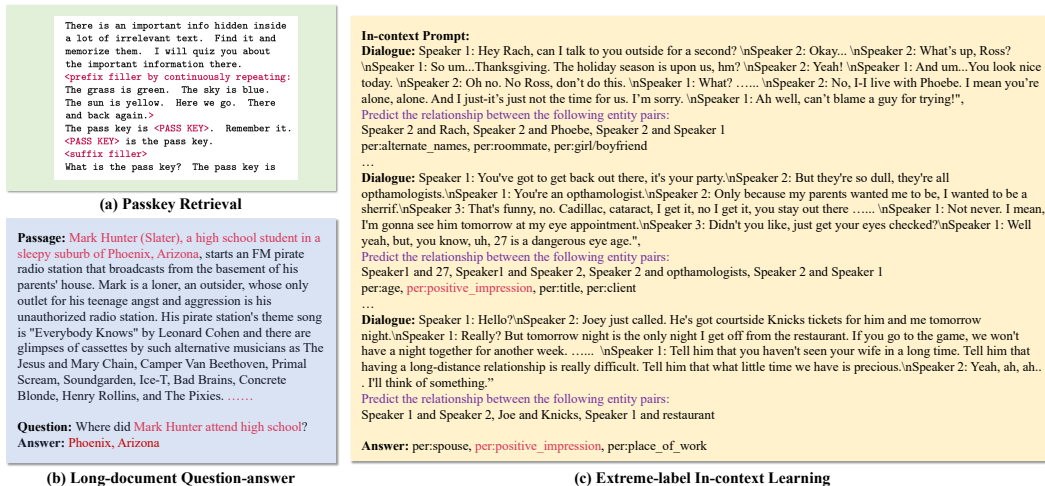 There is an important info hidden inside
a lot of irrelevant text. Find it and
memorize them. I will quiz you about
the important information there.
<prefix filler by continuously repeating:
The grass is green. The sky is blue.
The sun is yellow. Here we go. There
and back again.>
The pass key is <PASS KEY>. Remember it.
<PASS KEY> is the pass key.
<suffix filler>
What is the pass key? The pass key is
(a) Passkey Retrieval
Passage: Mark Hunter (Slater), a high school student in a
sleepy suburb of Phoenix, Arizona, starts an FM pirate
radio station that broadcasts from the basement of his
parents' house. Mark is a loner, an outsider, whose only
outlet for his teenage angst and aggression is his
unauthorized radio station. His pirate station's theme song
is "Everybody Knows" by Leonard Cohen and there are
glimpses of cassettes by such alternative musicians as The
Jesus and Mary Chain, Camper Van Beethoven, Primal
Scream, Soundgarden, Ice-T, Bad Brains, Concrete
Blonde, Henry Rollins, and The Pixies. ……
Question: Where did Mark Hunter attend high school?
Answer: Phoenix, Arizona
(b) Long-document Question-answer
In-context Prompt:
Dialogue: Speaker 1: Hey Rach, can I talk to you outside for a second? \nSpeaker 2: Okay... \nSpeaker 2: What's up, Ross?
\nSpeaker 1: So um...Thanksgiving. The holiday season is upon us, hm? \nSpeaker 2: Yeah! \nSpeaker 1: And um...You look nice
today. \nSpeaker 2: Oh no. No Ross, don't do this. \nSpeaker 1: What? …... \nSpeaker 2: No, I-I live with Phoebe. I mean you're
alone, alone. And I just-it's just not the time for us. I'm sorry. \nSpeaker 1: Ah well, can't blame a guy for trying!",
Predict the relationship between the following entity pairs:
Speaker 2 and Rach, Speaker 2 and Phoebe, Speaker 2 and Speaker 1
per:alternate_names, per:roommate, per:girl/boyfriend
…
Dialogue: Speaker 1: You've got to get back out there, it's your party.\nSpeaker 2: But they're so dull, they're all
opthamologists.\nSpeaker 1: You're an opthamologist.\nSpeaker 2: Only because my parents wanted me to be, I wanted to be a
sherrif.\nSpeaker 3: That's funny, no. Cadillac, cataract, I get it, no I get it, you stay out there …... \nSpeaker 1: Not never. I mean,
I'm gonna see him tomorrow at my eye appointment.\nSpeaker 3: Didn't you like, just get your eyes checked?\nSpeaker 1: Well
yeah, but, you know, uh, 27 is a dangerous eye age.",
Predict the relationship between the following entity pairs:
Speaker1 and 27, Speaker1 and Speaker 2, Speaker 2 and opthamologists, Speaker 2 and Speaker 1
per:age, per:positive_impression, per:title, per:client
…
Dialogue: Speaker 1: Hello?\nSpeaker 2: Joey just called. He's got courtside Knicks tickets for him and me tomorrow
night.\nSpeaker 1: Really? But tomorrow night is the only night I get off from the restaurant. If you go to the game, we won't
have a night together for another week. …... \nSpeaker 1: Tell him that you haven't seen your wife in a long time. Tell him that
having a long-distance relationship is really difficult. Tell him that what little time we have is precious.\nSpeaker 2: Yeah, ah, ah..
. I'll think of something.”
Predict the relationship between the following entity pairs:
Speaker 1 and Speaker 2, Joe and Knicks, Speaker 1 and restaurant
Answer: per:spouse, per:positive_impression, per:place_of_work
(c) Extreme-label In-context Learning